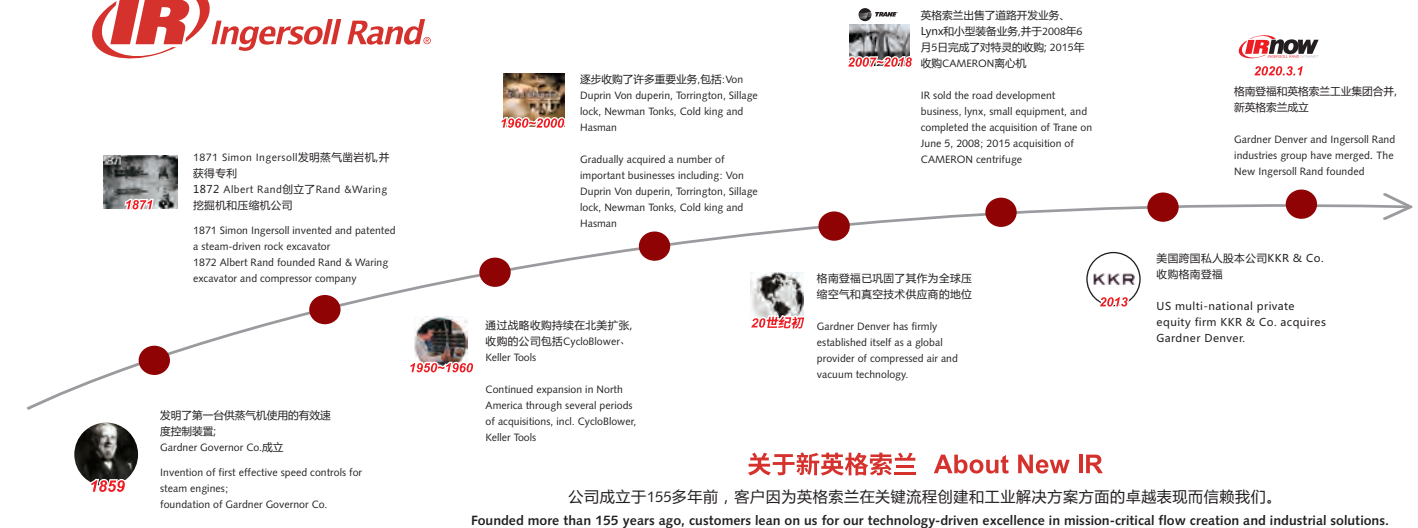 IR Ingersoll Rand®
1859
发明了第一台供蒸气机使用的有效速
度控制装置;
Gardner Governor Co.成立
Invention of first effective speed controls for
steam engines;
foundation of Gardner Governor Co.
1871
1871
1871 Simon Ingersoll发明蒸气凿岩机,并
获得专利
1872 Albert Rand创立了Rand &Waring
挖掘机和压缩机公司
1871 Simon Ingersoll invented and patented
a steam-driven rock excavator
1872 Albert Rand founded Rand & Waring
excavator and compressor company
1950~1960
通过战略收购持续在北美扩张,
收购的公司包括CycloBlower、
Keller Tools
Continued expansion in North
America through several periods
of acquisitions, incl. CycloBlower,
Keller Tools
1960~2000
逐步收购了许多重要业务,包括:Von
Duprin Von duperin, Torrington, Sillage
lock, Newman Tonks, Cold king and
Hasman
Gradually acquired a number of
important businesses including: Von
Duprin Von duperin, Torrington, Sillage
lock, Newman Tonks, Cold king and
Hasman
20世纪初
格南登福已巩固了其作为全球压
缩空气和真空技术供应商的地位
Gardner Denver has firmly
established itself as a global
provider of compressed air and
vacuum technology.
TRANE
2007~2018
英格索兰出售了道路开发业务、
Lynx和小型装备业务,并于2008年6
月5日完成了对特灵的收购; 2015年
收购CAMERON离心机
IR sold the road development
business, lynx, small equipment, and
completed the acquisition of Trane on
June 5, 2008; 2015 acquisition of
CAMERON centrifuge
KKR
2013
美国跨国私人股本公司KKR & Co.
收购格南登福
US multi-national private
equity firm KKR & Co. acquires
Gardner Denver.
IRnow
2020.3.1
格南登福和英格索兰工业集团合并,
新英格索兰成立
Gardner Denver and Ingersoll Rand
industries group have merged. The
New Ingersoll Rand founded
关于新英格索兰 About New IR
公司成立于155多年前，客户因为英格索兰在关键流程创建和工业解决方案方面的卓越表现而信赖我们。
Founded more than 155 years ago, customers lean on us for our technology-driven excellence in mission-critical flow creation and industrial solutions.